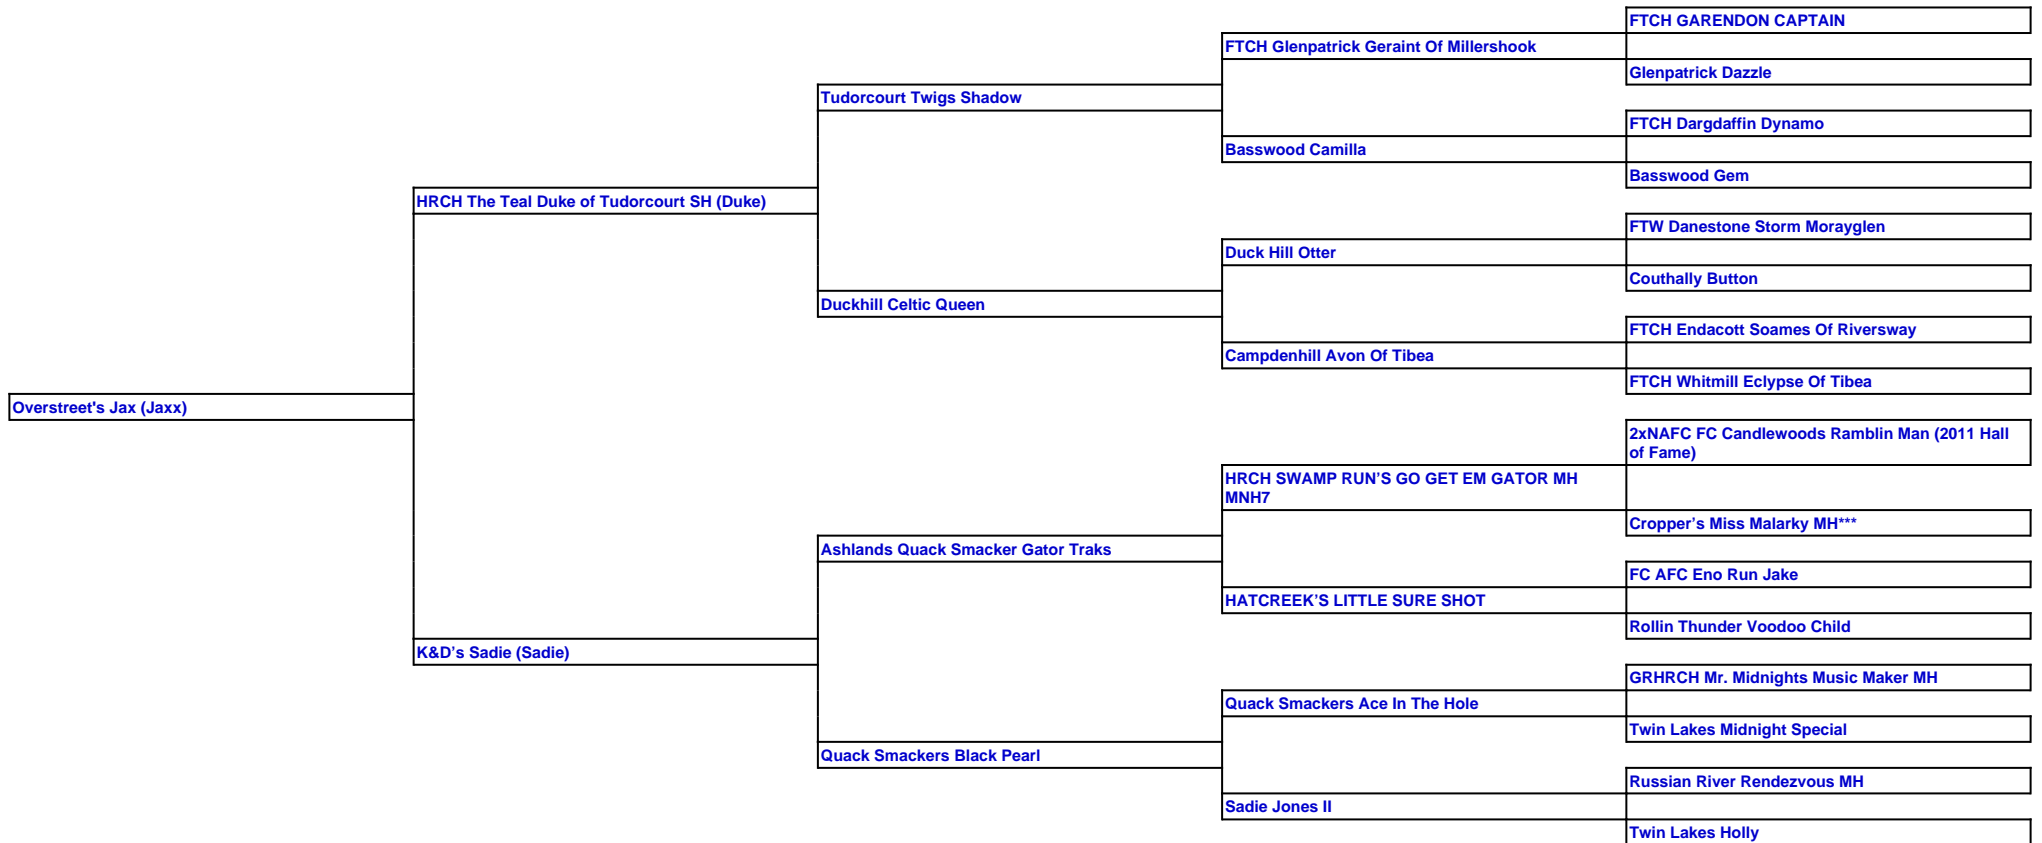 FTCH GARENDON CAPTAIN
FTCH Glenpatrick Geraint Of Millershook
Glenpatrick Dazzle
Tudorcourt Twigs Shadow
FTCH Dargdaffin Dynamo
Basswood Camilla
Basswood Gem
HRCH The Teal Duke of Tudorcourt SH (Duke)
FTW Danestone Storm Morayglen
Duck Hill Otter
Couthally Button
Duckhill Celtic Queen
FTCH Endacott Soames Of Riversway
Campdenhill Avon Of Tibea
FTCH Whitmill Eclypse Of Tibea
Overstreet's Jax (Jaxx)
2xNAFC FC Candlewoods Ramblin Man (2011 Hall
of Fame)
HRCH SWAMP RUN’S GO GET EM GATOR MH
MNH7
Cropper’s Miss Malarky MH***
Ashlands Quack Smacker Gator Traks
FC AFC Eno Run Jake
HATCREEK’S LITTLE SURE SHOT
Rollin Thunder Voodoo Child
K&D’s Sadie (Sadie)
GRHRCH Mr. Midnights Music Maker MH
Quack Smackers Ace In The Hole
Twin Lakes Midnight Special
Quack Smackers Black Pearl
Russian River Rendezvous MH
Sadie Jones II
Twin Lakes Holly